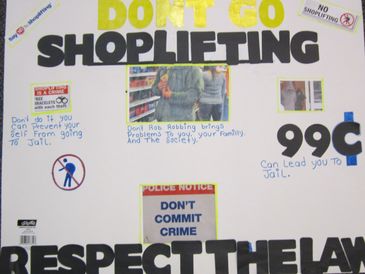 DON'T GO
SHOPLIFTING
NO
SHOPLIFTING
IS A CRIME
Don't do it you
Can Prevent your
Self From going
To Jail.
Don't Rob. Robbing brings
Problems To you, your Family.
And The Society.
99¢
Can Lead you To
Jail.
POLICE NOTICE
DON'T
COMMIT
CRIME
RESPECT THE LAW